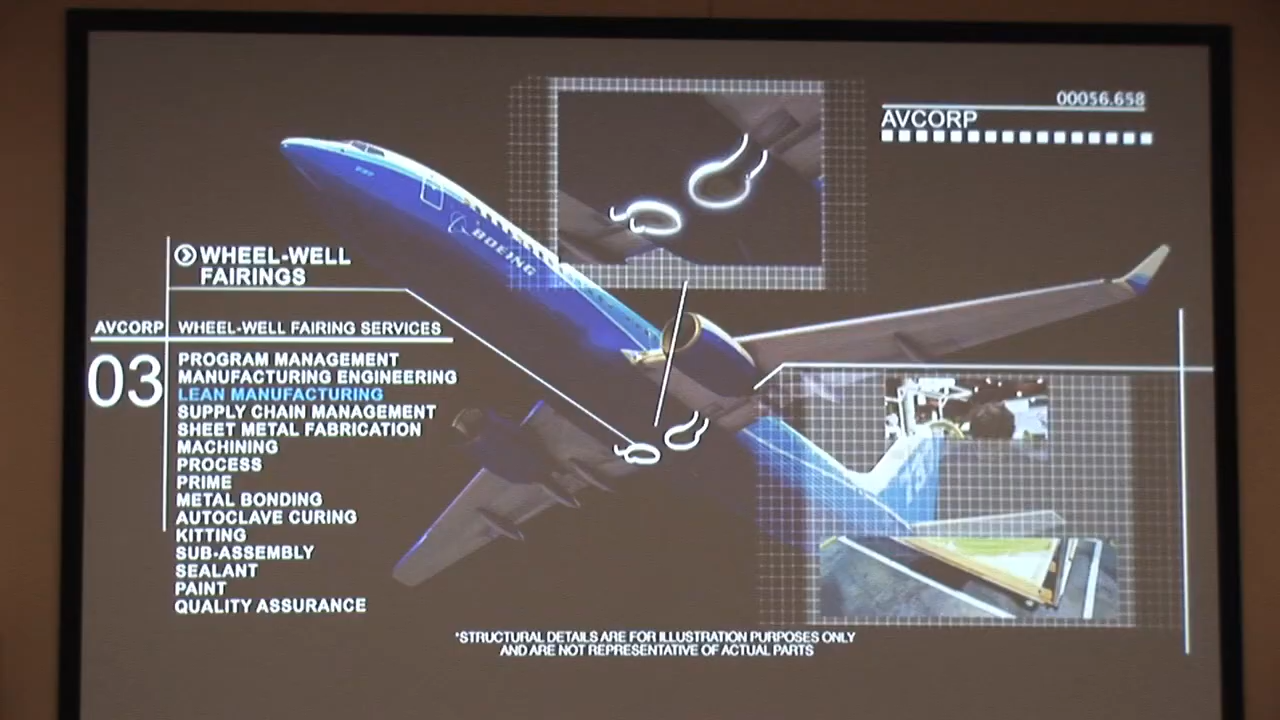 00056.658
AVCORP
BOEING
WHEEL-WELL
FAIRINGS
AVCORP
WHEEL-WELL FAIRING SERVICES
03
PROGRAM MANAGEMENT
MANUFACTURING ENGINEERING
LEAN MANUFACTURING
SUPPLY CHAIN MANAGEMENT
SHEET METAL FABRICATION
MACHINING
PROCESS
PRIME
METAL BONDING
AUTOCLAVE CURING
KITTING
SUB-ASSEMBLY
SEALANT
PAINT
QUALITY ASSURANCE
737
*STRUCTURAL DETAILS ARE FOR ILLUSTRATION PURPOSES ONLY
AND ARE NOT REPRESENTATIVE OF ACTUAL PARTS